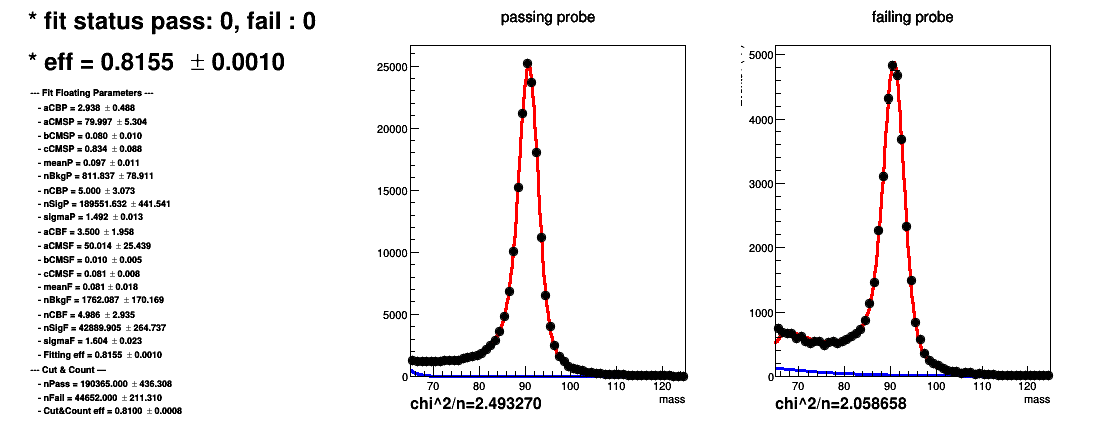 * fit status pass: 0, fail : 0
* eff = 0.8155 ± 0.0010
--- Fit Floating Parameters ---
- aCBP = 2.938 ± 0.488
- aCMSP = 79.997 ± 5.304
- bCMSP = 0.080 ± 0.010
- cCMSP = 0.834 ± 0.088
- meanP = 0.097 ± 0.011
- nBkgP = 811.837 ± 78.911
- nCBP = 5.000 ± 3.073
- nSigP = 189551.632 ± 441.541
- sigmaP = 1.492 ± 0.013
- aCBF = 3.500 ± 1.958
- aCMSF = 50.014 ± 25.439
- bCMSF = 0.010 ± 0.005
- cCMSF = 0.081 ± 0.008
- meanF = 0.081 ± 0.018
- nBkgF = 1762.087 ± 170.169
- nCBF = 4.986 ± 2.935
- nSigF = 42889.905 ± 264.737
- sigmaF = 1.604 ± 0.023
- Fitting eff = 0.8155 ± 0.0010
--- Cut & Count ---
- nPass = 190365.000 ± 436.308
- nFail = 44652.000 ± 211.310
- Cut&Count eff = 0.8100 ± 0.0008
passing probe
25000
20000
15000
10000
5000
0
70 80 90 100 110 120
mass
chi^2/n=2.493270
failing probe
5000
4000
3000
2000
1000
0
70 80 90 100 110 120
mass
chi^2/n=2.058658